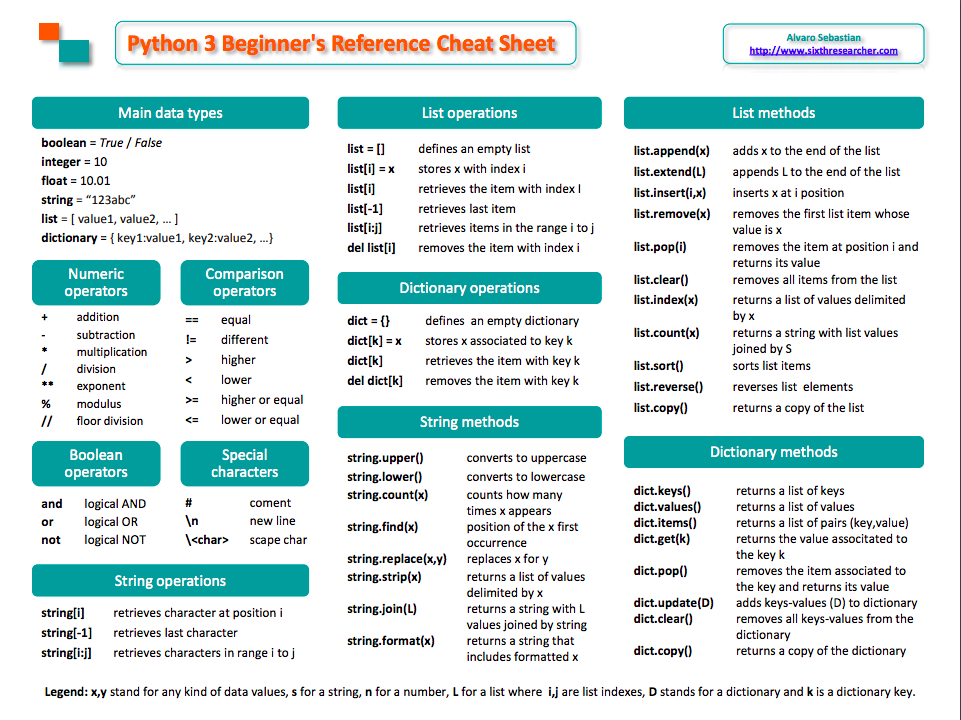 Python 3 Beginner's Reference Cheat Sheet
Alvaro Sebastian
http://www.sixthresearcher.com
Main data types
boolean = True / False
integer = 10
float = 10.01
string = “123abc”
list = [ value1, value2, … ]
dictionary = { key1:value1, key2:value2, …}
Numeric
operators
+ addition
- subtraction
* multiplication
/ division
** exponent
% modulus
// floor division
Comparison
operators
== equal
!= different
> higher
< lower
>= higher or equal
<= lower or equal
Boolean
operators
and logical AND
or logical OR
not logical NOT
Special
characters
# coment
\n new line
\<char> scape char
String operations
string[i] retrieves character at position i
string[-1] retrieves last character
string[i:j] retrieves characters in range i to j
List operations
list = [] defines an empty list
list[i] = x stores x with index i
list[i] retrieves the item with index I
list[-1] retrieves last item
list[i:j] retrieves items in the range i to j
del list[i] removes the item with index i
Dictionary operations
dict = {} defines an empty dictionary
dict[k] = x stores x associated to key k
dict[k] retrieves the item with key k
del dict[k] removes the item with key k
String methods
string.upper() converts to uppercase
string.lower() converts to lowercase
string.count(x) counts how many
times x appears
string.find(x) position of the x first
occurrence
string.replace(x,y) replaces x for y
string.strip(x) returns a list of values
delimited by x
string.join(L) returns a string with L
values joined by string
string.format(x) returns a string that
includes formatted x
List methods
list.append(x) adds x to the end of the list
list.extend(L) appends L to the end of the list
list.insert(i,x) inserts x at i position
list.remove(x) removes the first list item whose
value is x
list.pop(i) removes the item at position i and
returns its value
list.clear() removes all items from the list
list.index(x) returns a list of values delimited
by x
list.count(x) returns a string with list values
joined by S
list.sort() sorts list items
list.reverse() reverses list elements
list.copy() returns a copy of the list
Dictionary methods
dict.keys() returns a list of keys
dict.values() returns a list of values
dict.items() returns a list of pairs (key,value)
dict.get(k) returns the value associtated to
the key k
dict.pop() removes the item associated to
the key and returns its value
dict.update(D) adds keys-values (D) to dictionary
dict.clear() removes all keys-values from the
dictionary
dict.copy() returns a copy of the dictionary
Legend: x,y stand for any kind of data values, s for a string, n for a number, L for a list where i,j are list indexes, D stands for a dictionary and k is a dictionary key.